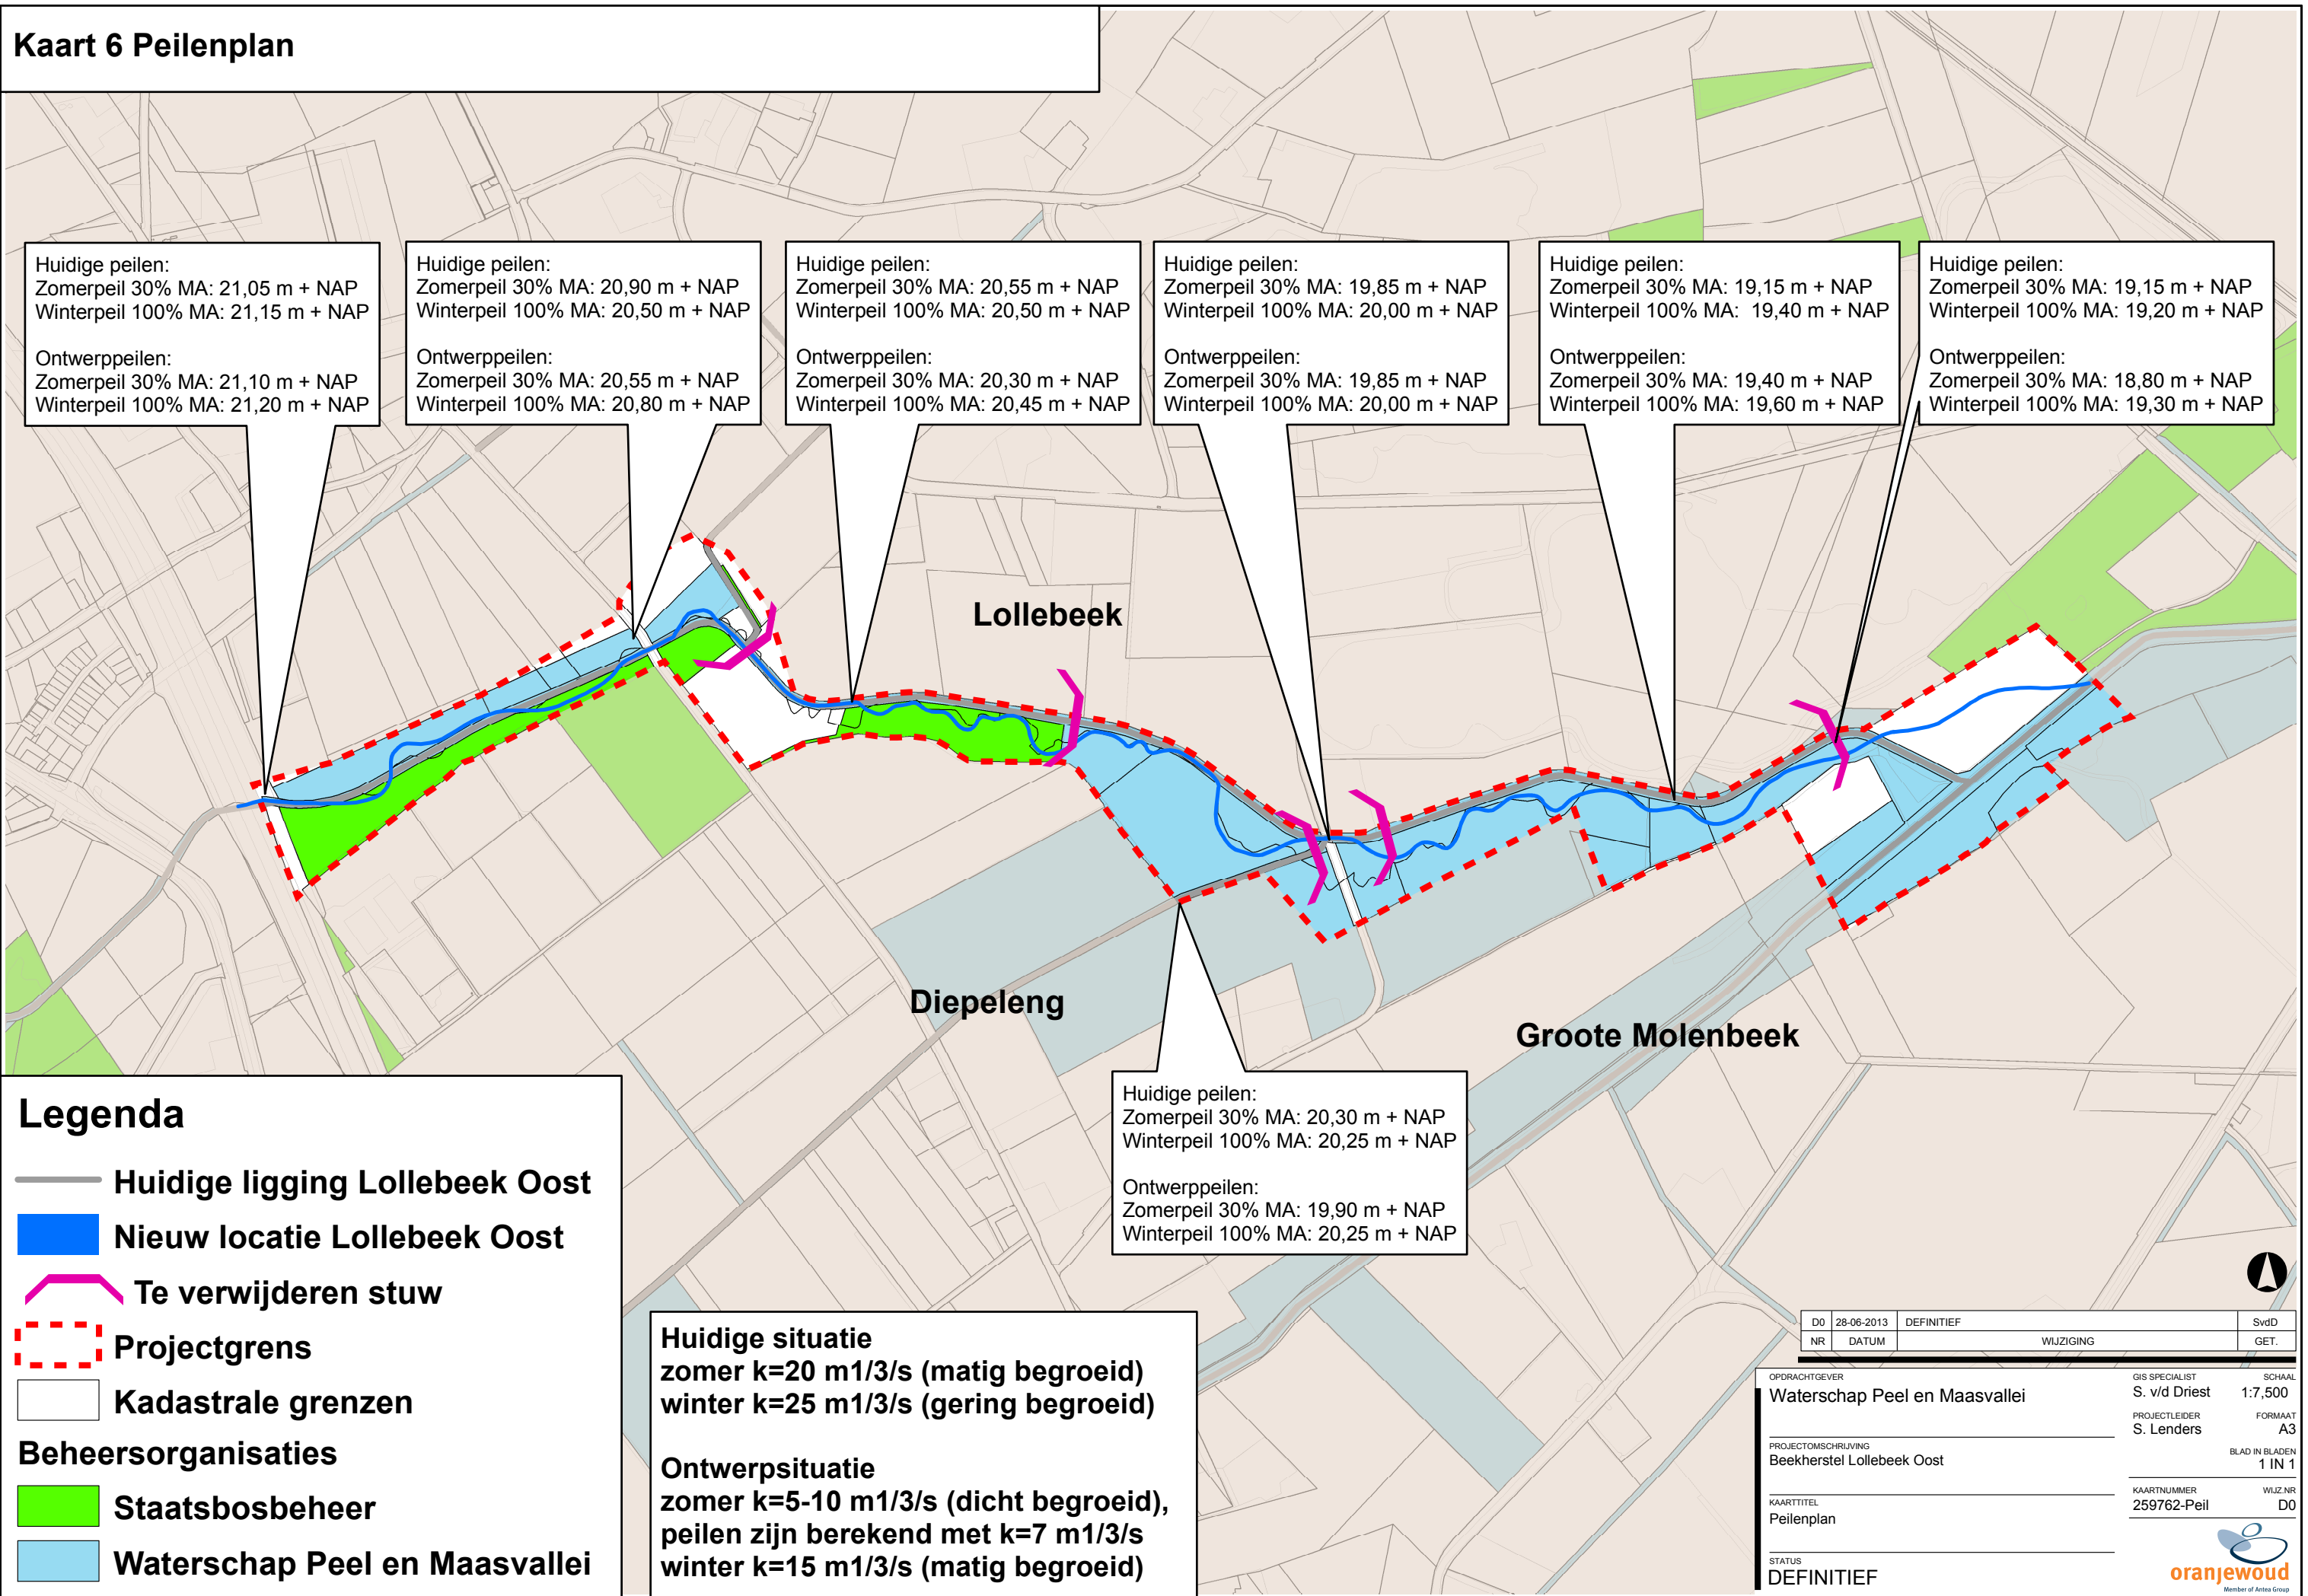 Kaart 6 Peilenplan
Huidige peilen:
Zomerpeil 30% MA: 21,05 m + NAP
Winterpeil 100% MA: 21,15 m + NAP
Ontwerppeilen:
Zomerpeil 30% MA: 21,10 m + NAP
Winterpeil 100% MA: 21,20 m + NAP
Huidige peilen:
Zomerpeil 30% MA: 20,90 m + NAP
Winterpeil 100% MA: 20,50 m + NAP
Ontwerppeilen:
Zomerpeil 30% MA: 20,55 m + NAP
Winterpeil 100% MA: 20,80 m + NAP
Huidige peilen:
Zomerpeil 30% MA: 20,55 m + NAP
Winterpeil 100% MA: 20,50 m + NAP
Ontwerppeilen:
Zomerpeil 30% MA: 20,30 m + NAP
Winterpeil 100% MA: 20,45 m + NAP
Huidige peilen:
Zomerpeil 30% MA: 19,85 m + NAP
Winterpeil 100% MA: 20,00 m + NAP
Ontwerppeilen:
Zomerpeil 30% MA: 19,85 m + NAP
Winterpeil 100% MA: 20,00 m + NAP
Huidige peilen:
Zomerpeil 30% MA: 19,15 m + NAP
Winterpeil 100% MA: 19,40 m + NAP
Ontwerppeilen:
Zomerpeil 30% MA: 19,40 m + NAP
Winterpeil 100% MA: 19,60 m + NAP
Huidige peilen:
Zomerpeil 30% MA: 19,15 m + NAP
Winterpeil 100% MA: 19,20 m + NAP
Ontwerppeilen:
Zomerpeil 30% MA: 18,80 m + NAP
Winterpeil 100% MA: 19,30 m + NAP
Lollebeek
Diepeleng
Groote Molenbeek
Huidige peilen:
Zomerpeil 30% MA: 20,30 m + NAP
Winterpeil 100% MA: 20,25 m + NAP
Ontwerppeilen:
Zomerpeil 30% MA: 19,90 m + NAP
Winterpeil 100% MA: 20,25 m + NAP
Legenda
Huidige ligging Lollebeek Oost
Nieuw locatie Lollebeek Oost
Te verwijderen stuw
Projectgrens
Kadastrale grenzen
Beheersorganisaties
Staatsbosbeheer
Waterschap Peel en Maasvallei
Huidige situatie
zomer k=20 m1/3/s (matig begroeid)
winter k=25 m1/3/s (gering begroeid)
Ontwerpsituatie
zomer k=5-10 m1/3/s (dicht begroeid),
peilen zijn berekend met k=7 m1/3/s
winter k=15 m1/3/s (matig begroeid)
D0 28-06-2013 DEFINITIEF SvdD
NR DATUM WIJZIGING GET.
OPDRACHTGEVER
Waterschap Peel en Maasvallei
PROJECTOMSCHRIJVING
Beekherstel Lollebeek Oost
KAARTTITEL
Peilenplan
STATUS
DEFINITIEF
GIS SPECIALIST SCHAAL
S. v/d Driest 1:7,500
PROJECTLEIDER FORMAAT
S. Lenders A3
BLAD IN BLADEN
1 IN 1
KAARTNUMMER WIJZ.NR
259762-Peil D0
oranjewoud
Member of Antea Group